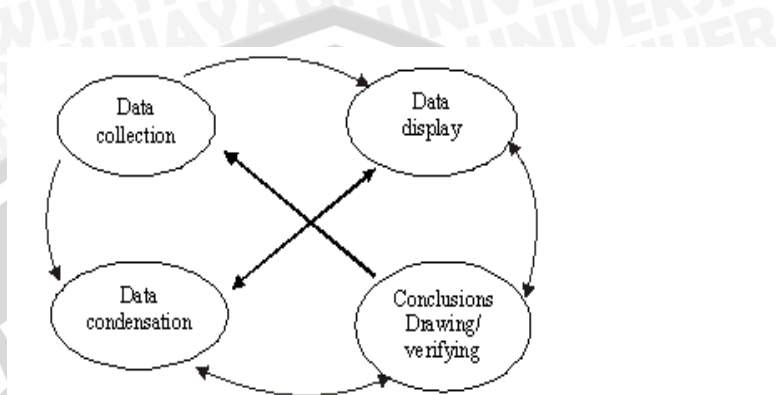 Data
collection
Data
display
Data
condensation
Conclusions
Drawing/
verifying